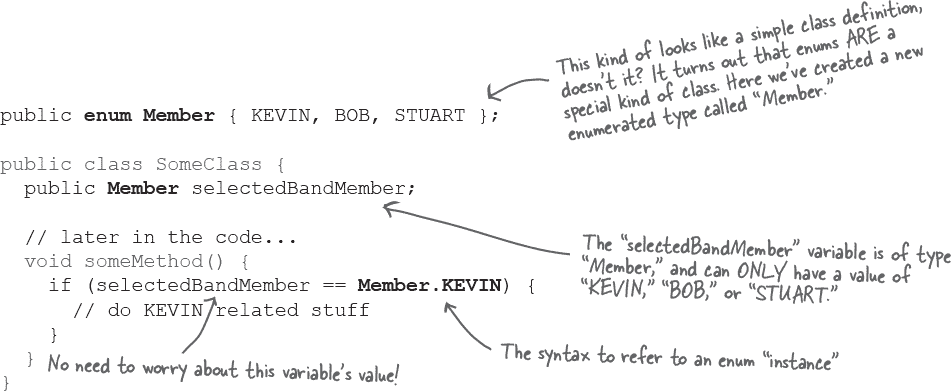 This kind of looks like a simple class definition,
doesn't it? It turns out that enums ARE a
special kind of class. Here we've created a new
enumerated type called "Member."
public enum Member { KEVIN, BOB, STUART };
public class SomeClass {
public Member selectedBandMember;
// later in the code...
void someMethod() {
if (selectedBandMember == Member.KEVIN) {
// do KEVIN related stuff
}
}
}
The "selectedBandMember" variable is of type
"Member," and can ONLY have a value of
"KEVIN," "BOB," or "STUART."
No need to worry about this variable's value!
The syntax to refer to an enum "instance"